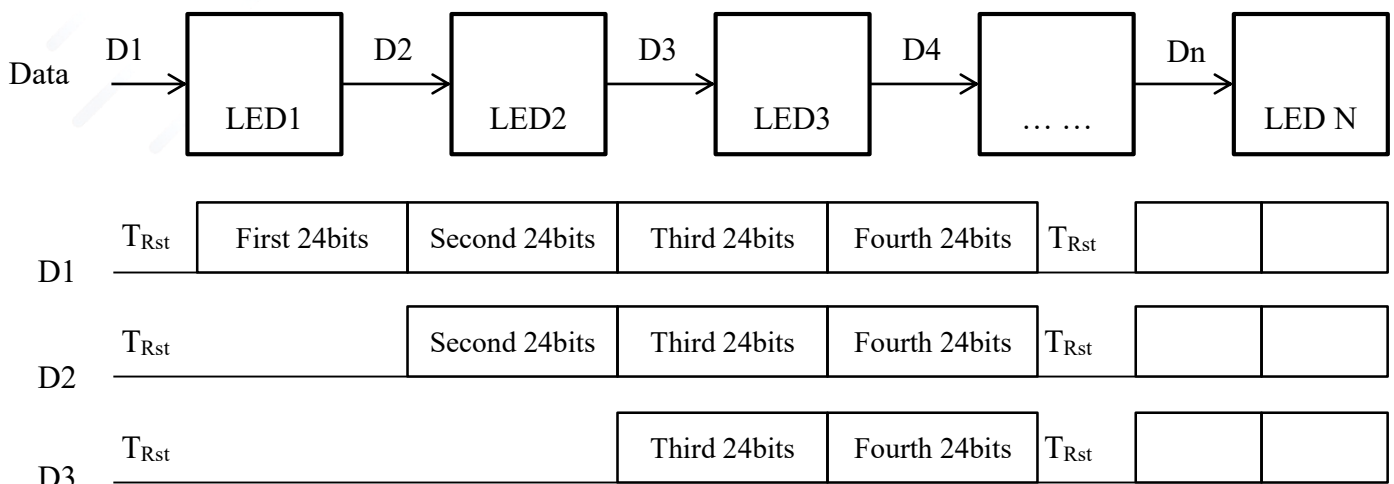 D1 D2 D3 D4 Dn
Data
LED1 LED2 LED3 … … LED N
TRst First 24bits Second 24bits Third 24bits Fourth 24bits TRst
D1
TRst Second 24bits Third 24bits Fourth 24bits TRst
D2
TRst Third 24bits Fourth 24bits TRst
D3